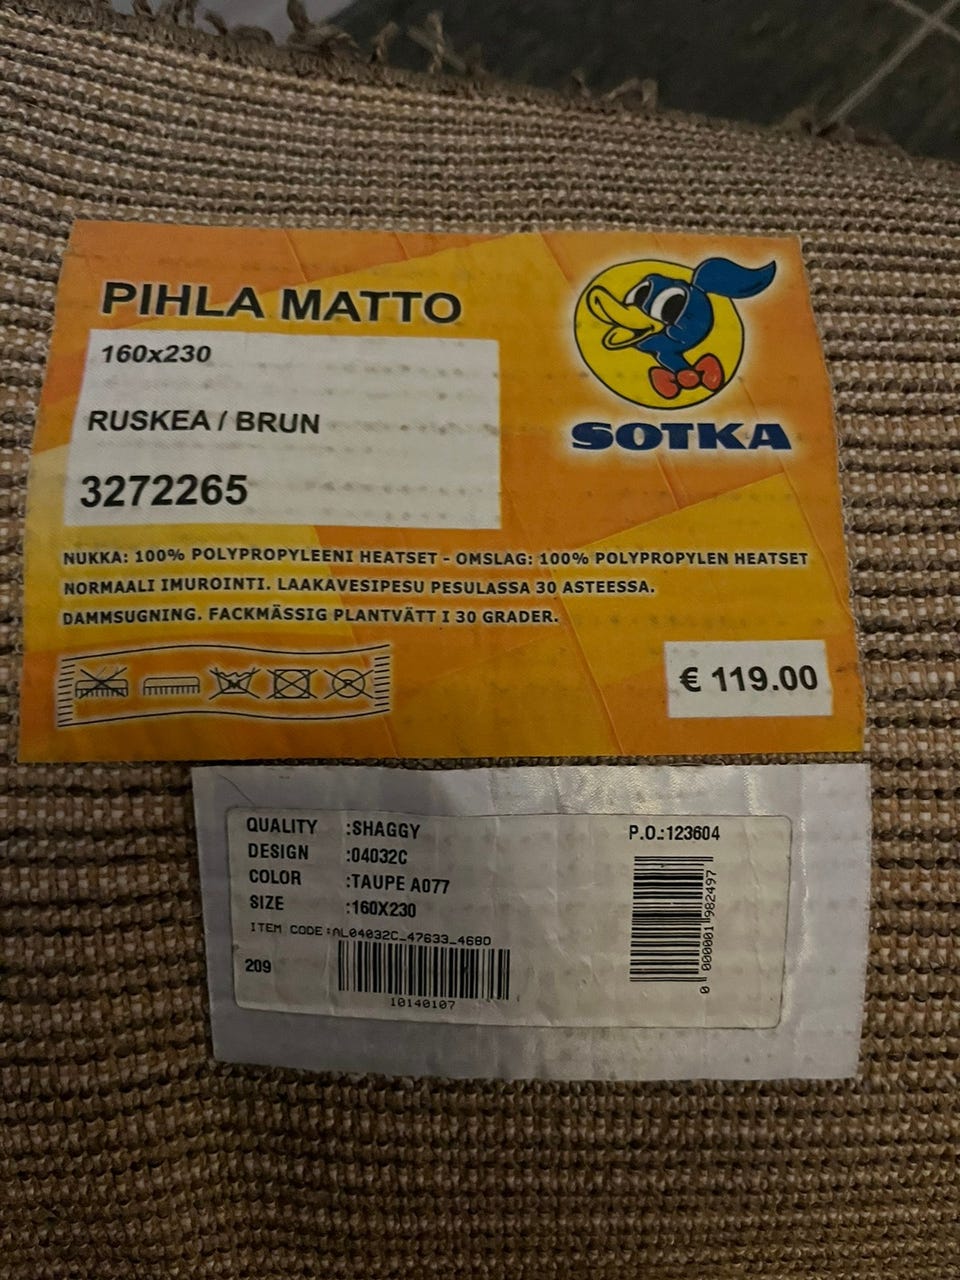 PIHLA MATTO
160x230
RUSKEA / BRUN
3272265
SOTKA
NUKKA: 100% POLYPROPYLEENI HEATSET - OMSLAG: 100% POLYPROPYLEN HEATSET
NORMAALI IMUROINTI. LAAKAVESIPESU PESULASSA 30 ASTEESSA.
DAMMSUGNING. FACKMÄSSIG PLANTVÄTT I 30 GRADER.
€ 119.00
QUALITY :SHAGGY
DESIGN :04032C
COLOR :TAUPE A077
SIZE :160X230
ITEM CODE:AL04032C_47633_4680
209
10140107
P.O.:123604
0 000001 982497